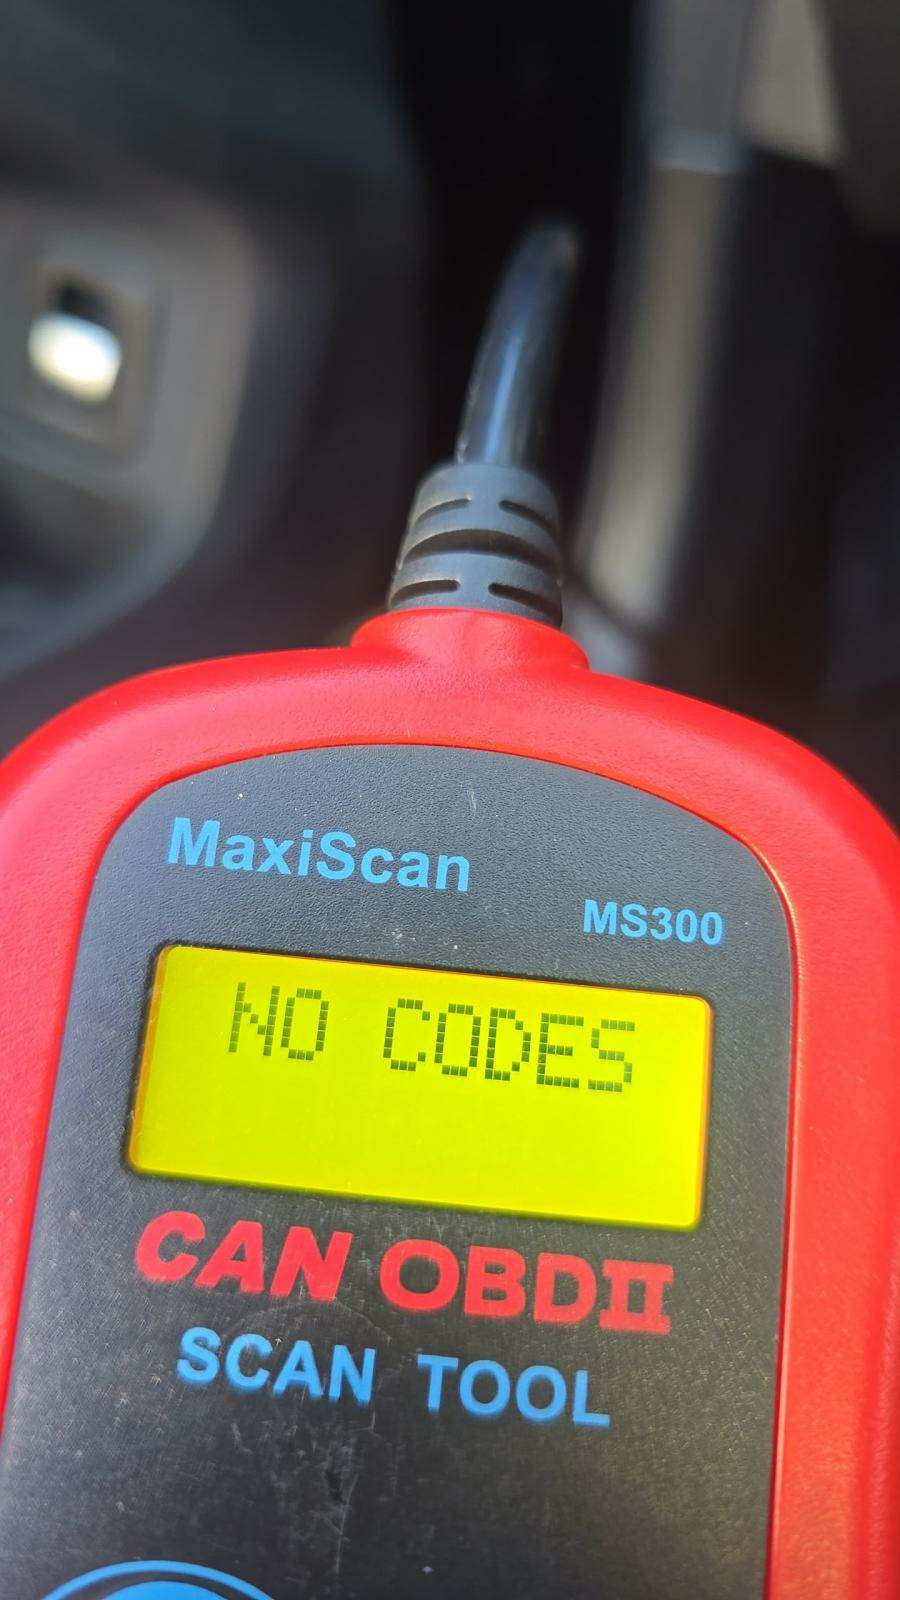 MaxiScan
MS300
NO CODES
CAN OBDII
SCAN TOOL